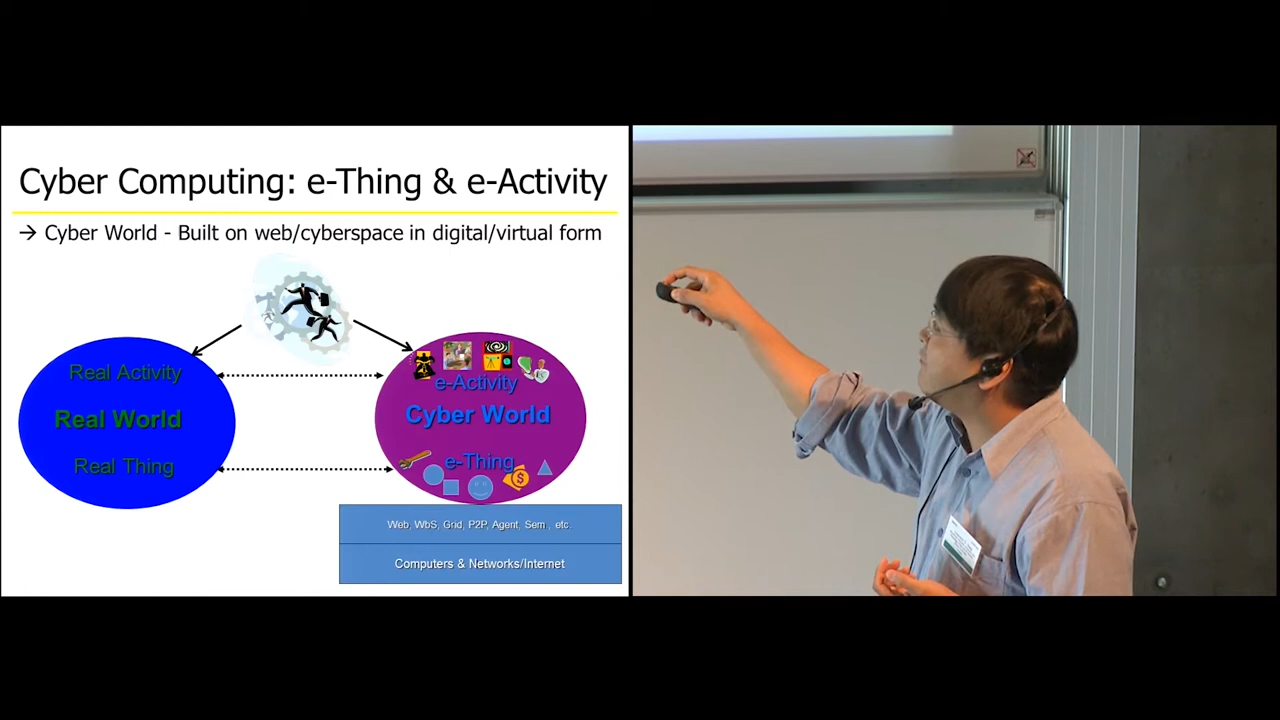 Cyber Computing: e-Thing & e-Activity
→ Cyber World - Built on web/cyberspace in digital/virtual form
Real Activity
Real World
Real Thing
e-Activity
Cyber World
e-Thing
Web, WbS, Grid, P2P, Agent, Sem., etc.
Computers & Networks/Internet